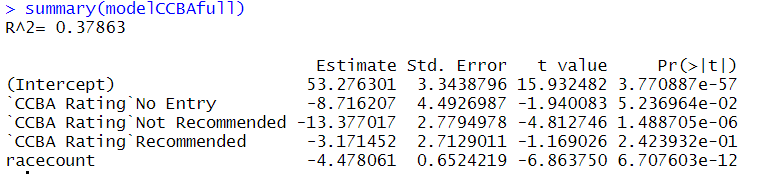 > summary(modelCCBAfull)
R^2= 0.37863
Estimate Std. Error t value Pr(>|t|)
(Intercept) 53.276301 3.3438796 15.932482 3.770887e-57
`CCBA Rating`No Entry -8.716207 4.4926987 -1.940083 5.236964e-02
`CCBA Rating`Not Recommended -13.377017 2.7794978 -4.812746 1.488705e-06
`CCBA Rating`Recommended -3.171452 2.7129011 -1.169026 2.423932e-01
racecount -4.478061 0.6524219 -6.863750 6.707603e-12